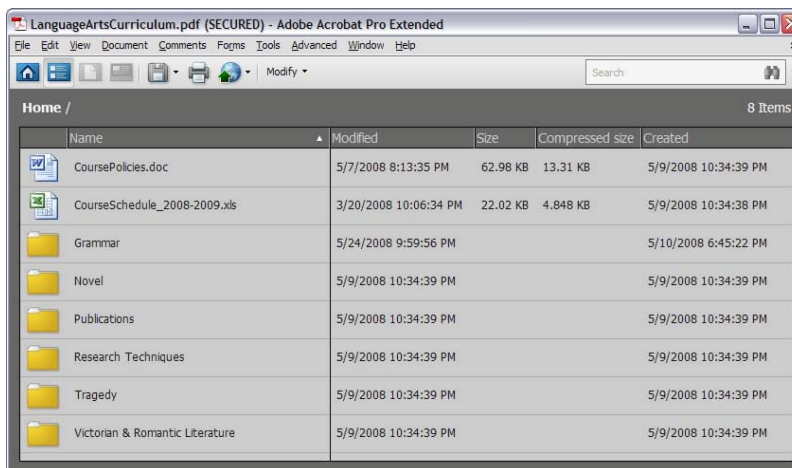 LanguageArtsCurriculum.pdf (SECURED) - Adobe Acrobat Pro Extended
File Edit View Document Comments Forms Tools Advanced Window Help
Modify Search
Home / 8 Items
Name Modified Size Compressed size Created
CoursePolicies.doc 5/7/2008 8:13:35 PM 62.98 KB 13.31 KB 5/9/2008 10:34:39 PM
CourseSchedule_2008-2009.xls 3/20/2008 10:06:34 PM 22.02 KB 4.848 KB 5/9/2008 10:34:38 PM
Grammar 5/24/2008 9:59:56 PM 5/10/2008 6:45:22 PM
Novel 5/9/2008 10:34:39 PM 5/9/2008 10:34:39 PM
Publications 5/9/2008 10:34:39 PM 5/9/2008 10:34:39 PM
Research Techniques 5/9/2008 10:34:39 PM 5/9/2008 10:34:39 PM
Tragedy 5/9/2008 10:34:39 PM 5/9/2008 10:34:39 PM
Victorian & Romantic Literature 5/9/2008 10:34:39 PM 5/9/2008 10:34:39 PM